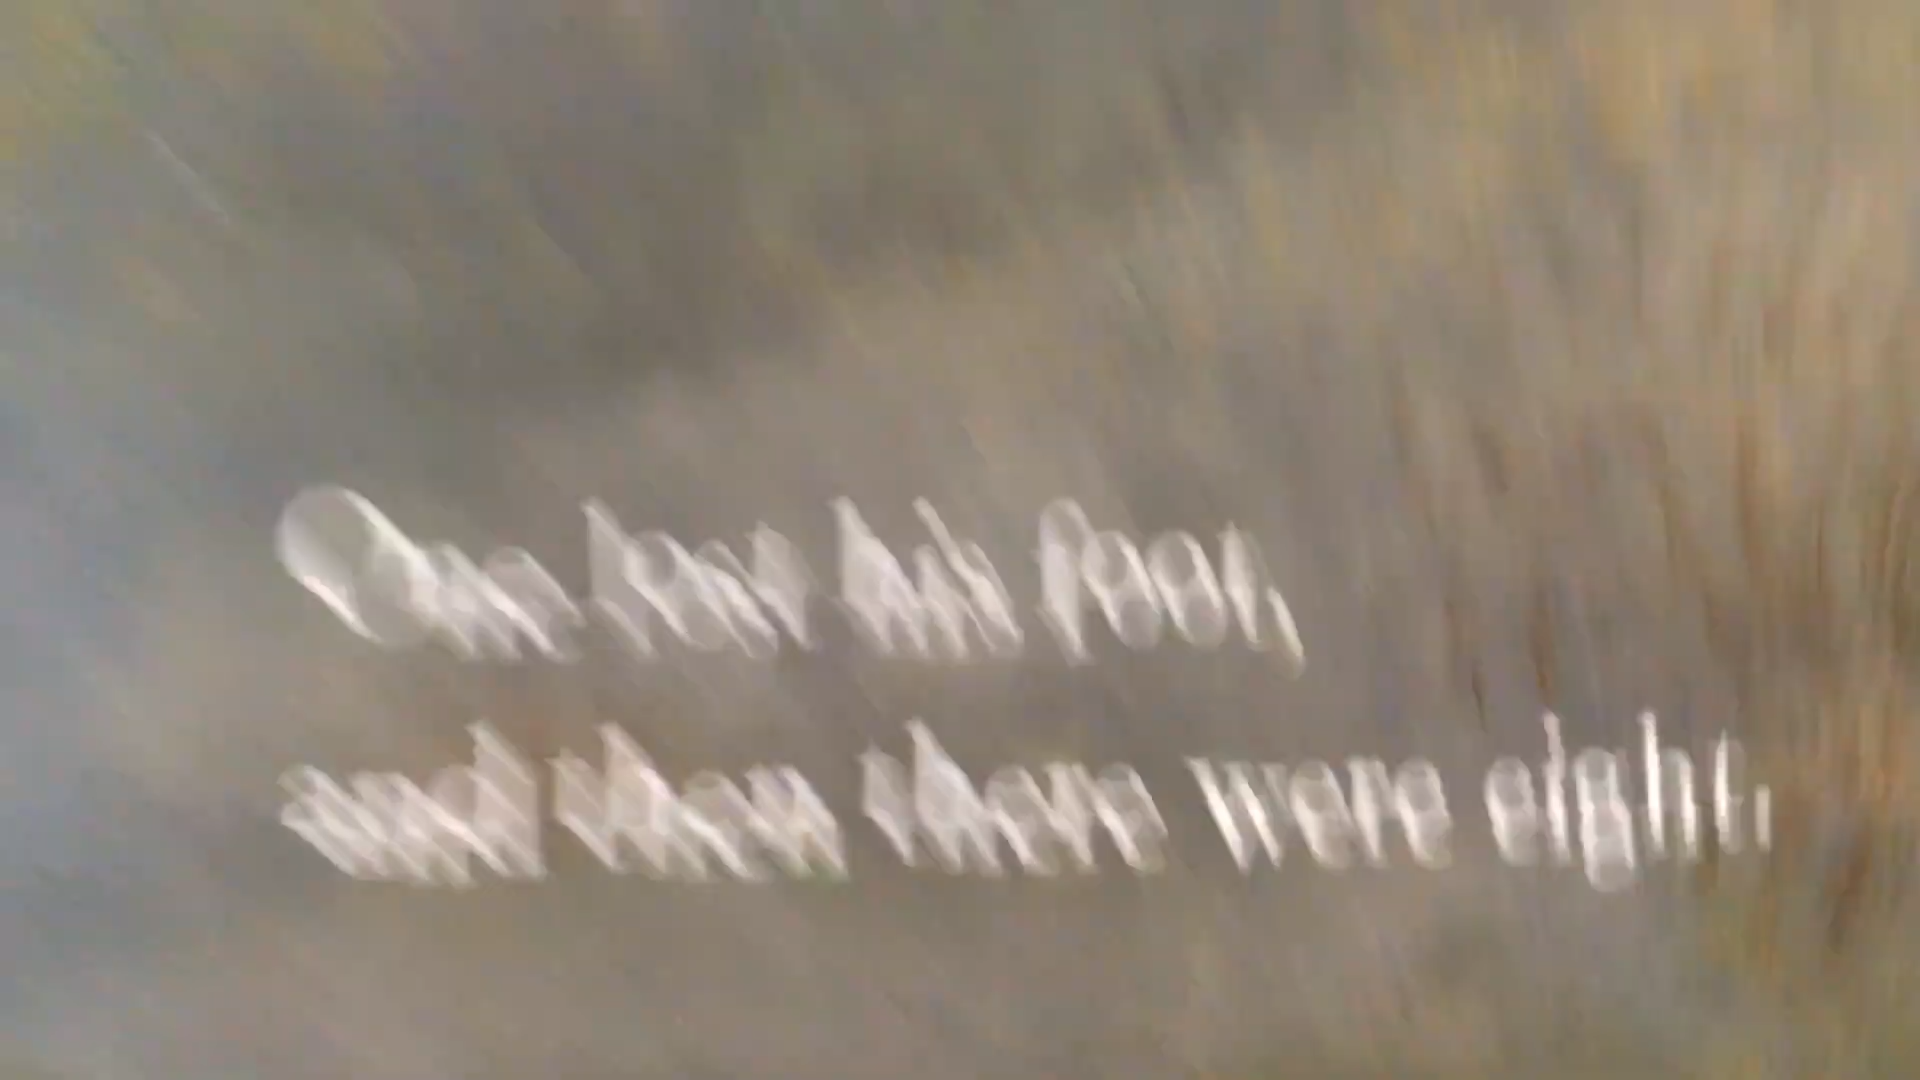 One lost his foot,
and then there were eight.